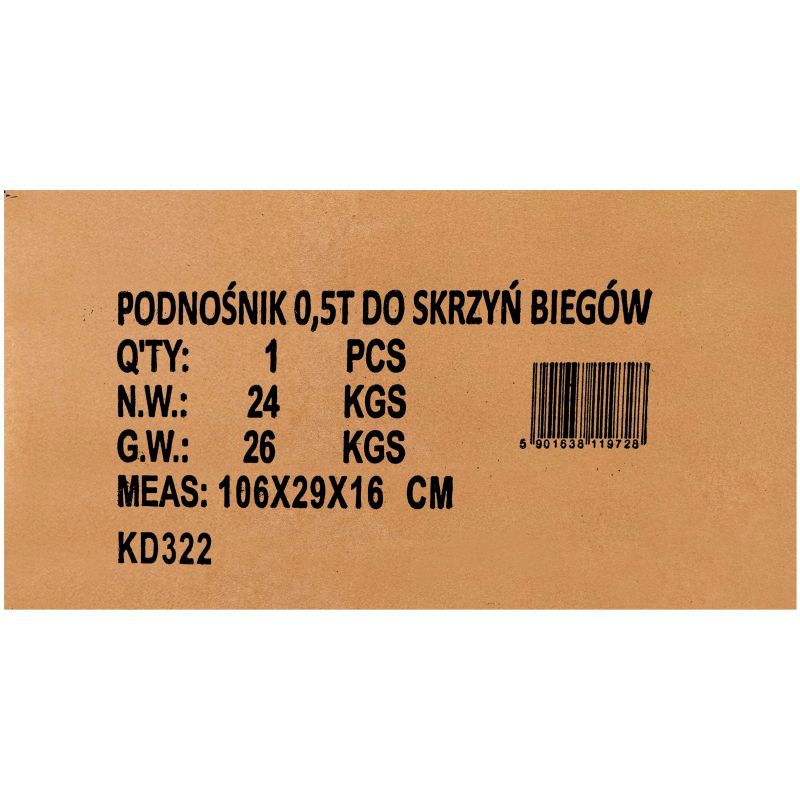 PODNOŚNIK 0,5T DO SKRZYŃ BIEGÓW
Q'TY: 1 PCS
N.W.: 24 KGS
G.W.: 26 KGS
MEAS: 106X29X16 CM
KD322
5 901638 119728